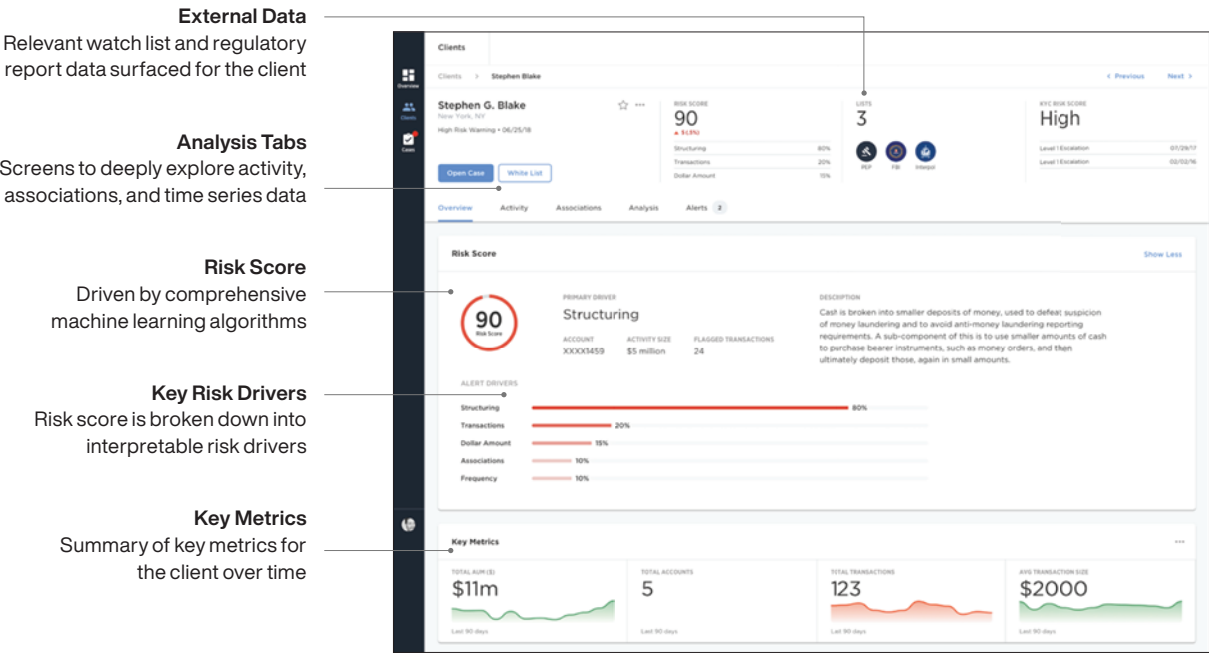 External Data
Relevant watch list and regulatory
report data surfaced for the client
Analysis Tabs
Screens to deeply explore activity,
associations, and time series data
Risk Score
Driven by comprehensive
machine learning algorithms
Key Risk Drivers
Risk score is broken down into
interpretable risk drivers
Key Metrics
Summary of key metrics for
the client over time
Clients
Overview
Clients
Cases
Clients > Stephen Blake
< Previous Next >
Stephen G. Blake
New York, NY
High Risk Warning • 06/25/18
Open Case White List
RISK SCORE
90
Structuring 80%
Transactions 20%
Dollar Amount 15%
LISTS
3
PEP FBI Interpol
KYC RISK SCORE
High
Level 1 Escalation 07/29/17
Level 1 Escalation 02/02/16
Overview Activity Associations Analysis Alerts 2
Risk Score Show Less
90
Risk Score
PRIMARY DRIVER
Structuring
ACCOUNT ACTIVITY SIZE FLAGGED TRANSACTIONS
XXXX1459 $5 million 24
DESCRIPTION
Cash is broken into smaller deposits of money, used to defeat suspicion
of money laundering and to avoid anti-money laundering reporting
requrements. A sub-component of this is to use smaller amounts of cash
to purchase bearer instruments, such as money orders, and then
ultimately deposit those, again in small amounts.
ALERT DRIVERS
Structuring 80%
Transactions 20%
Dollar Amount 15%
Associations 10%
Frequency 10%
Key Metrics
TOTAL AUM ($)
$11m
Last 90 days
TOTAL ACCOUNTS
5
Last 90 days
TOTAL TRANSACTIONS
123
Last 90 days
AVG TRANSACTION SIZE
$2000
Last 90 days